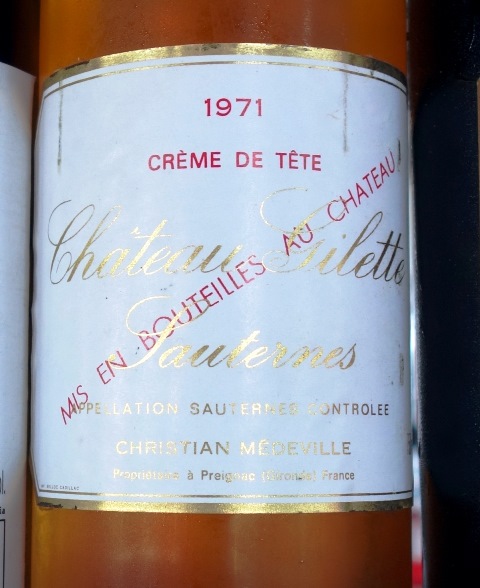 1971
CRÈME DE TÊTE
Château Gilette
MIS EN BOUTEILLES AU CHATEAU
Sauternes
APPELLATION SAUTERNES CONTROLEE
CHRISTIAN MÉDEVILLE
Propriétaire à Preignac (Gironde) France